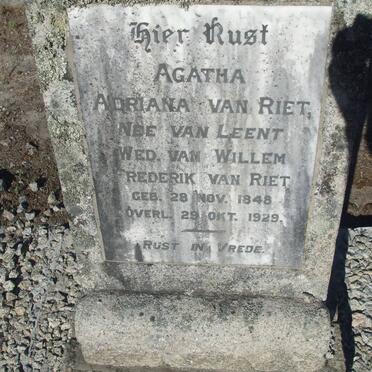 Hier Rust
AGATHA
ADRIANA VAN RIET,
NÉE VAN LEENT
WED. VAN WILLEM
FREDERIK VAN RIET
GEB. 28 NOV. 1848
OVERL. 29 OKT. 1929.
RUST IN VREDE.